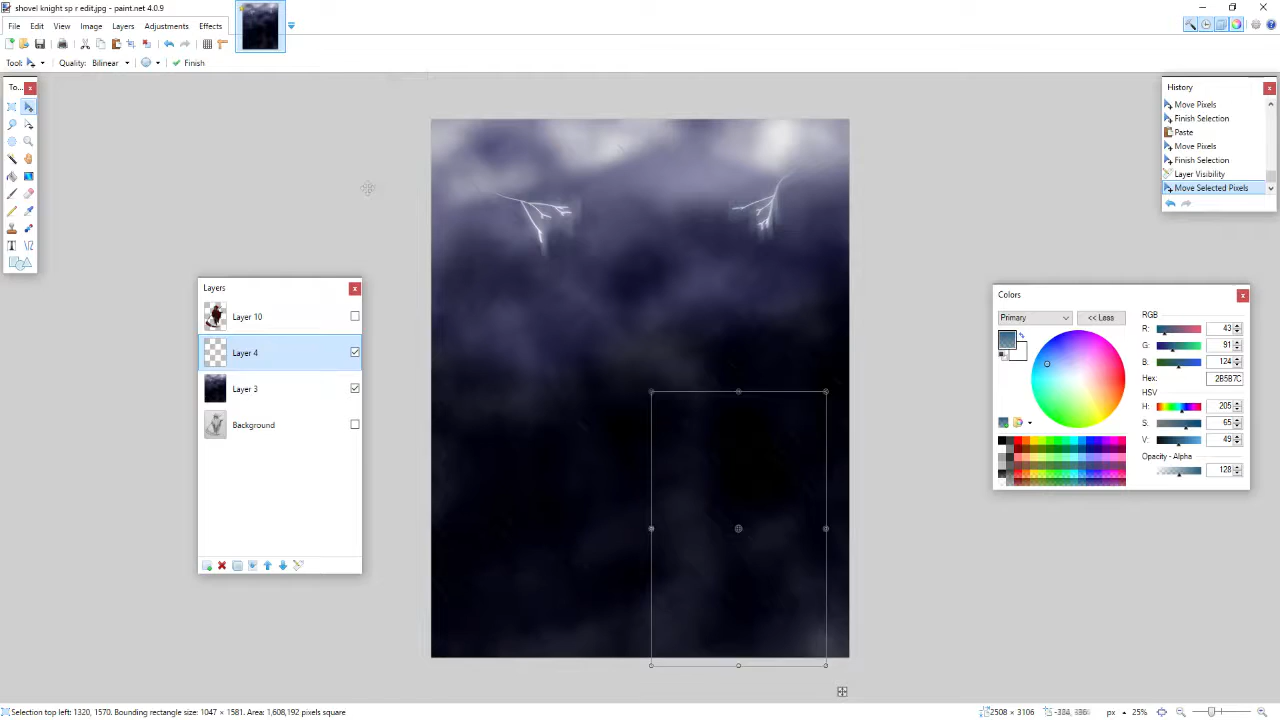 shovel knight sp r edit.jpg - paint.net 4.0.9
File Edit View Image Layers Adjustments Effects
Tool: Quality: Bilinear Finish
To...
History
Move Pixels
Finish Selection
Paste
Move Pixels
Finish Selection
Layer Visibility
Move Selected Pixels
Layers
Layer 10
Layer 4
Layer 3
Background
Colors
Primary << Less
RGB
R: 43
G: 91
B: 124
Hex: 2B5B7C
HSV
H: 205
S: 65
V: 49
Opacity - Alpha
128
Selection top left: 1320, 1570. Bounding rectangle size: 1047 × 1581. Area: 1,608,192 pixels square
2508 × 3106 px 25%